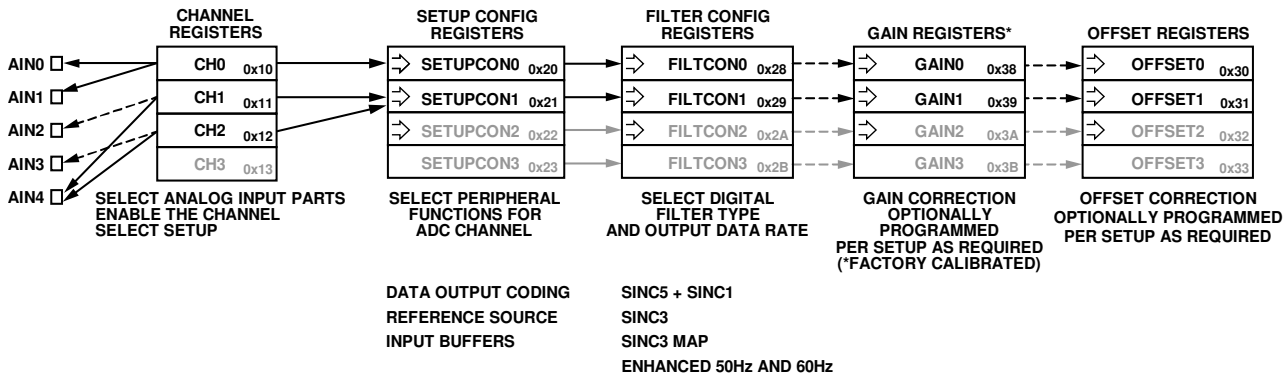 CHANNEL
REGISTERS
SETUP CONFIG
REGISTERS
FILTER CONFIG
REGISTERS
GAIN REGISTERS*
OFFSET REGISTERS
AIN0
AIN1
AIN2
AIN3
AIN4
CH0 0x10
CH1 0x11
CH2 0x12
CH3 0x13
SELECT ANALOG INPUT PARTS
ENABLE THE CHANNEL
SELECT SETUP
SETUPCON0 0x20
SETUPCON1 0x21
SETUPCON2 0x22
SETUPCON3 0x23
SELECT PERIPHERAL
FUNCTIONS FOR
ADC CHANNEL
FILTCON0 0x28
FILTCON1 0x29
FILTCON2 0x2A
FILTCON3 0x2B
SELECT DIGITAL
FILTER TYPE
AND OUTPUT DATA RATE
GAIN0 0x38
GAIN1 0x39
GAIN2 0x3A
GAIN3 0x3B
GAIN CORRECTION
OPTIONALLY
PROGRAMMED
PER SETUP AS REQUIRED
(*FACTORY CALIBRATED)
OFFSET0 0x30
OFFSET1 0x31
OFFSET2 0x32
OFFSET3 0x33
OFFSET CORRECTION
OPTIONALLY PROGRAMMED
PER SETUP AS REQUIRED
DATA OUTPUT CODING
REFERENCE SOURCE
INPUT BUFFERS
SINC5 + SINC1
SINC3
SINC3 MAP
ENHANCED 50Hz AND 60Hz